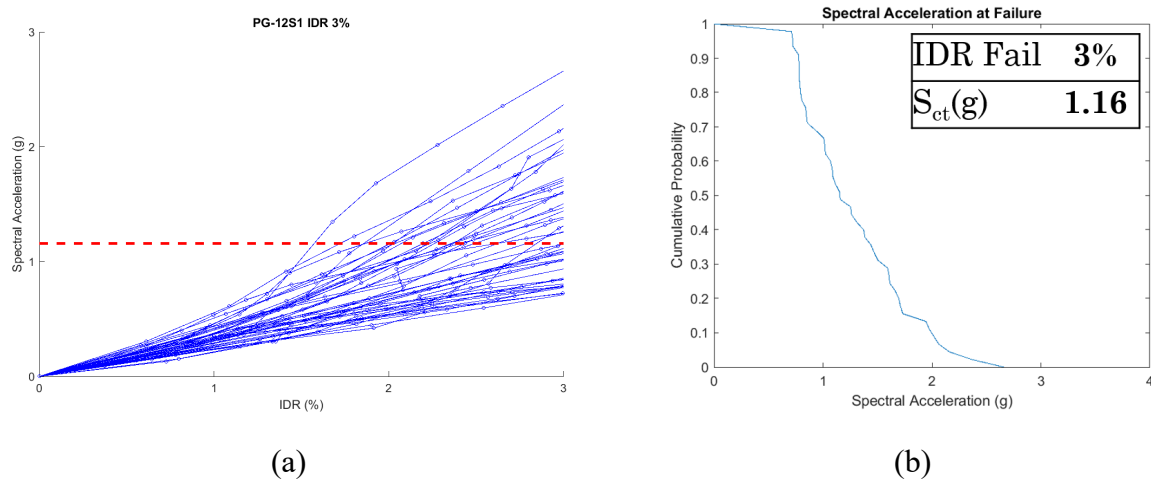 PG-12S1 IDR 3%
Spectral Acceleration (g)
3
2
1
0
0 1 2 3
IDR (%)
(a)
Spectral Acceleration at Failure
IDR Fail 3%
Sct(g) 1.16
Cumulative Probability
1
0.9
0.8
0.7
0.6
0.5
0.4
0.3
0.2
0.1
0
0 1 2 3 4
Spectral Acceleration (g)
(b)